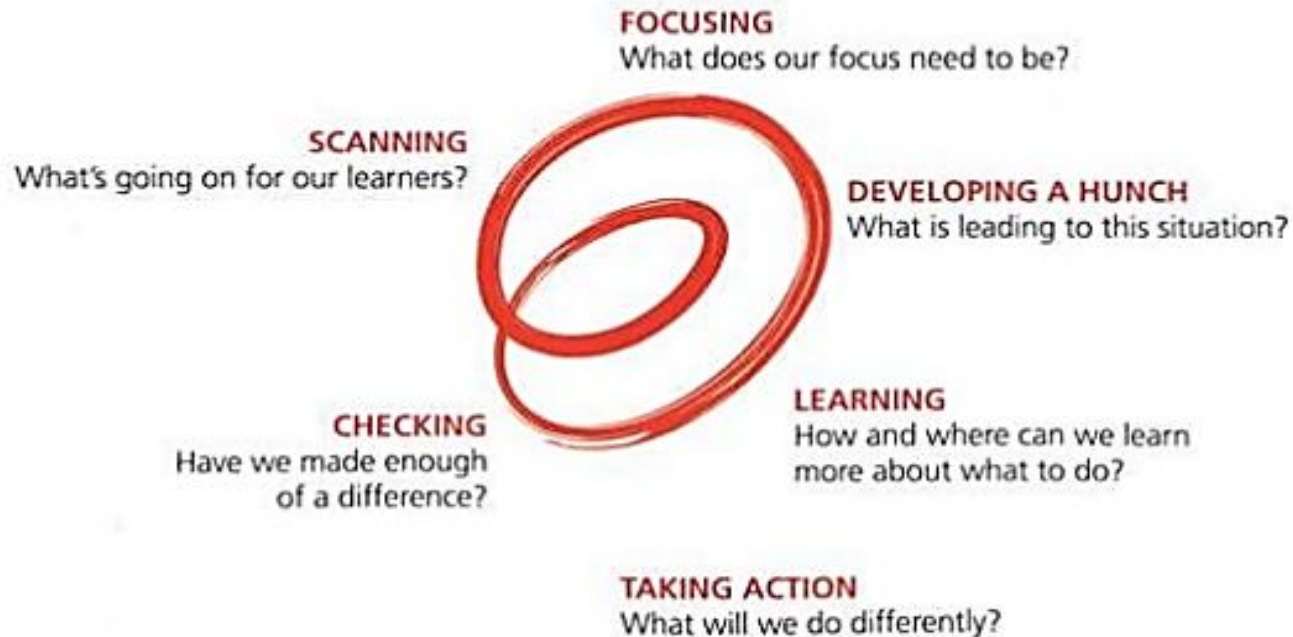 FOCUSING
What does our focus need to be?
SCANNING
What's going on for our learners?
DEVELOPING A HUNCH
What is leading to this situation?
LEARNING
How and where can we learn
more about what to do?
CHECKING
Have we made enough
of a difference?
TAKING ACTION
What will we do differently?